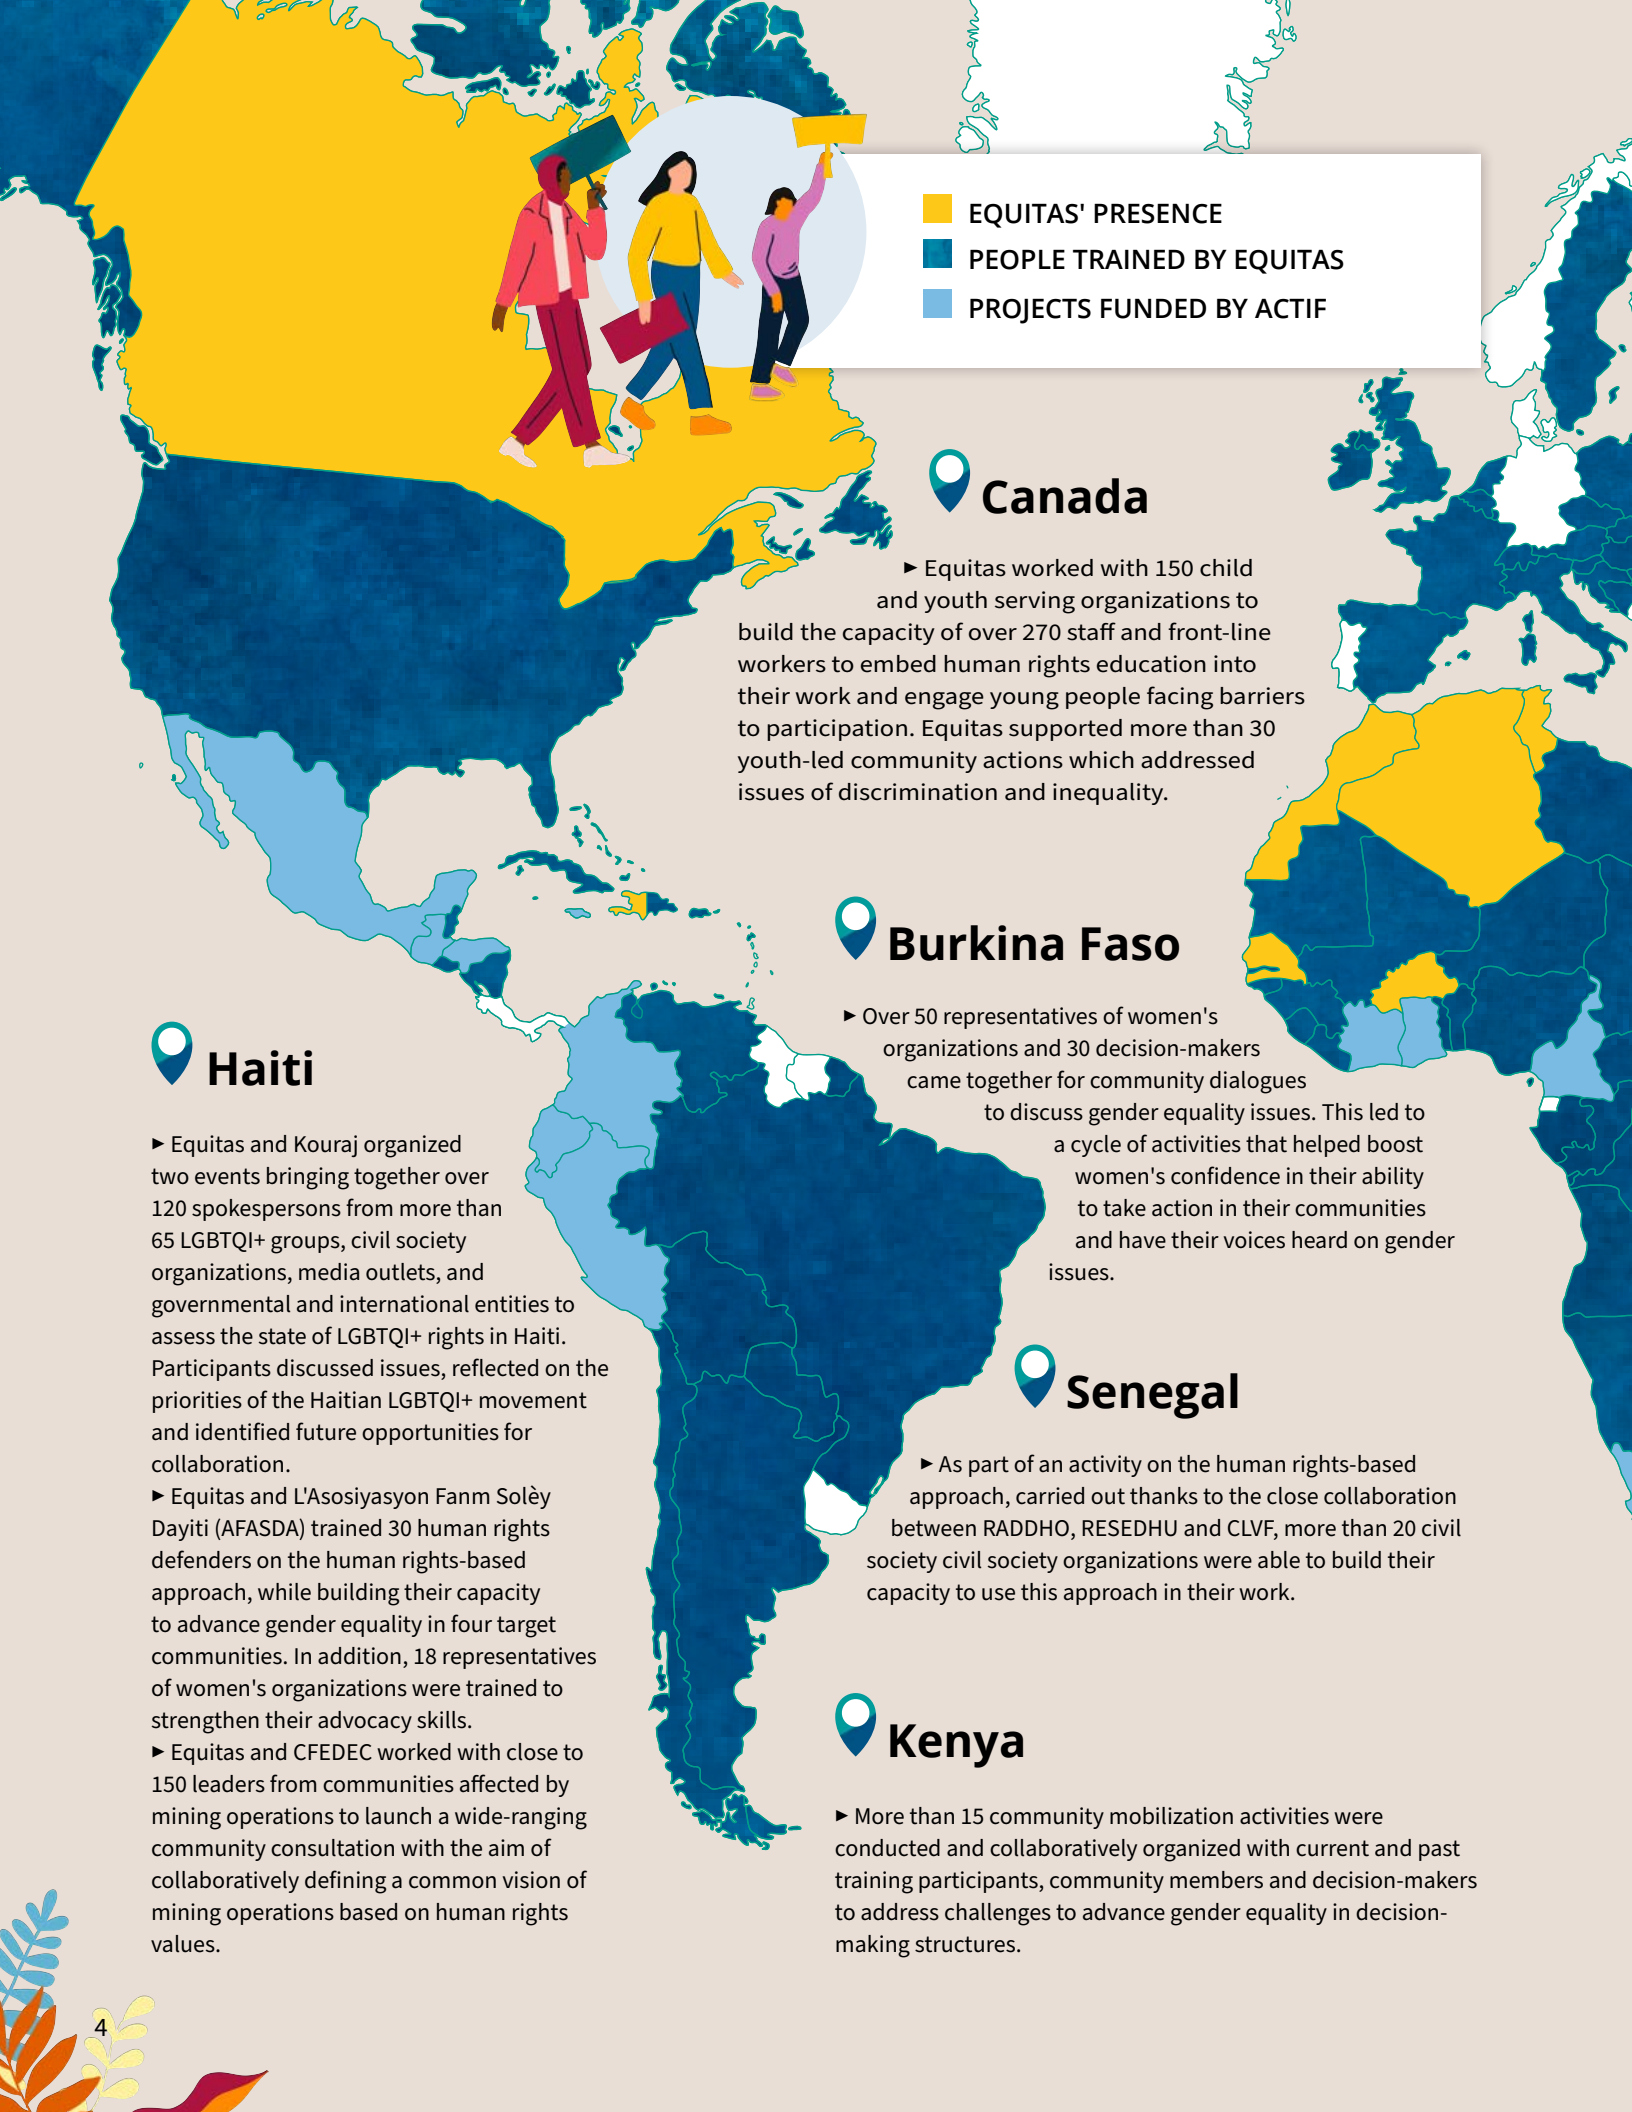 EQUITAS' PRESENCE
PEOPLE TRAINED BY EQUITAS
PROJECTS FUNDED BY ACTIF
Canada
► Equitas worked with 150 child
and youth serving organizations to
build the capacity of over 270 staff and front-line
workers to embed human rights education into
their work and engage young people facing barriers
to participation. Equitas supported more than 30
youth-led community actions which addressed
issues of discrimination and inequality.
Burkina Faso
► Over 50 representatives of women's
organizations and 30 decision-makers
came together for community dialogues
to discuss gender equality issues. This led to
a cycle of activities that helped boost
women's confidence in their ability
to take action in their communities
and have their voices heard on gender
issues.
Haiti
► Equitas and Kouraj organized
two events bringing together over
120 spokespersons from more than
65 LGBTQI+ groups, civil society
organizations, media outlets, and
governmental and international entities to
assess the state of LGBTQI+ rights in Haiti.
Participants discussed issues, reflected on the
priorities of the Haitian LGBTQI+ movement
and identified future opportunities for
collaboration.
► Equitas and L'Asosiyasyon Fanm Solèy
Dayiti (AFASDA) trained 30 human rights
defenders on the human rights-based
approach, while building their capacity
to advance gender equality in four target
communities. In addition, 18 representatives
of women's organizations were trained to
strengthen their advocacy skills.
► Equitas and CFEDEC worked with close to
150 leaders from communities affected by
mining operations to launch a wide-ranging
community consultation with the aim of
collaboratively defining a common vision of
mining operations based on human rights
values.
Senegal
► As part of an activity on the human rights-based
approach, carried out thanks to the close collaboration
between RADDHO, RESEDHU and CLVF, more than 20 civil
society civil society organizations were able to build their
capacity to use this approach in their work.
Kenya
► More than 15 community mobilization activities were
conducted and collaboratively organized with current and past
training participants, community members and decision-makers
to address challenges to advance gender equality in decision-
making structures.
4